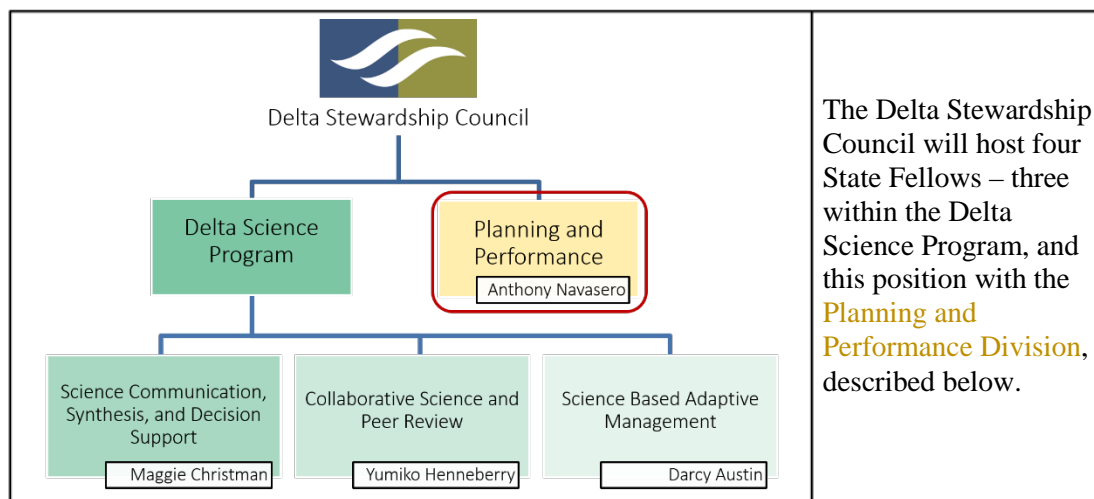 Delta Stewardship Council
Delta Science
Program
Planning and
Performance
Anthony Navasero
Science Communication,
Synthesis, and Decision
Support
Maggie Christman
Collaborative Science and
Peer Review
Yumiko Henneberry
Science Based Adaptive
Management
Darcy Austin
The Delta Stewardship
Council will host four
State Fellows – three
within the Delta
Science Program, and
this position with the
Planning and
Performance Division,
described below.